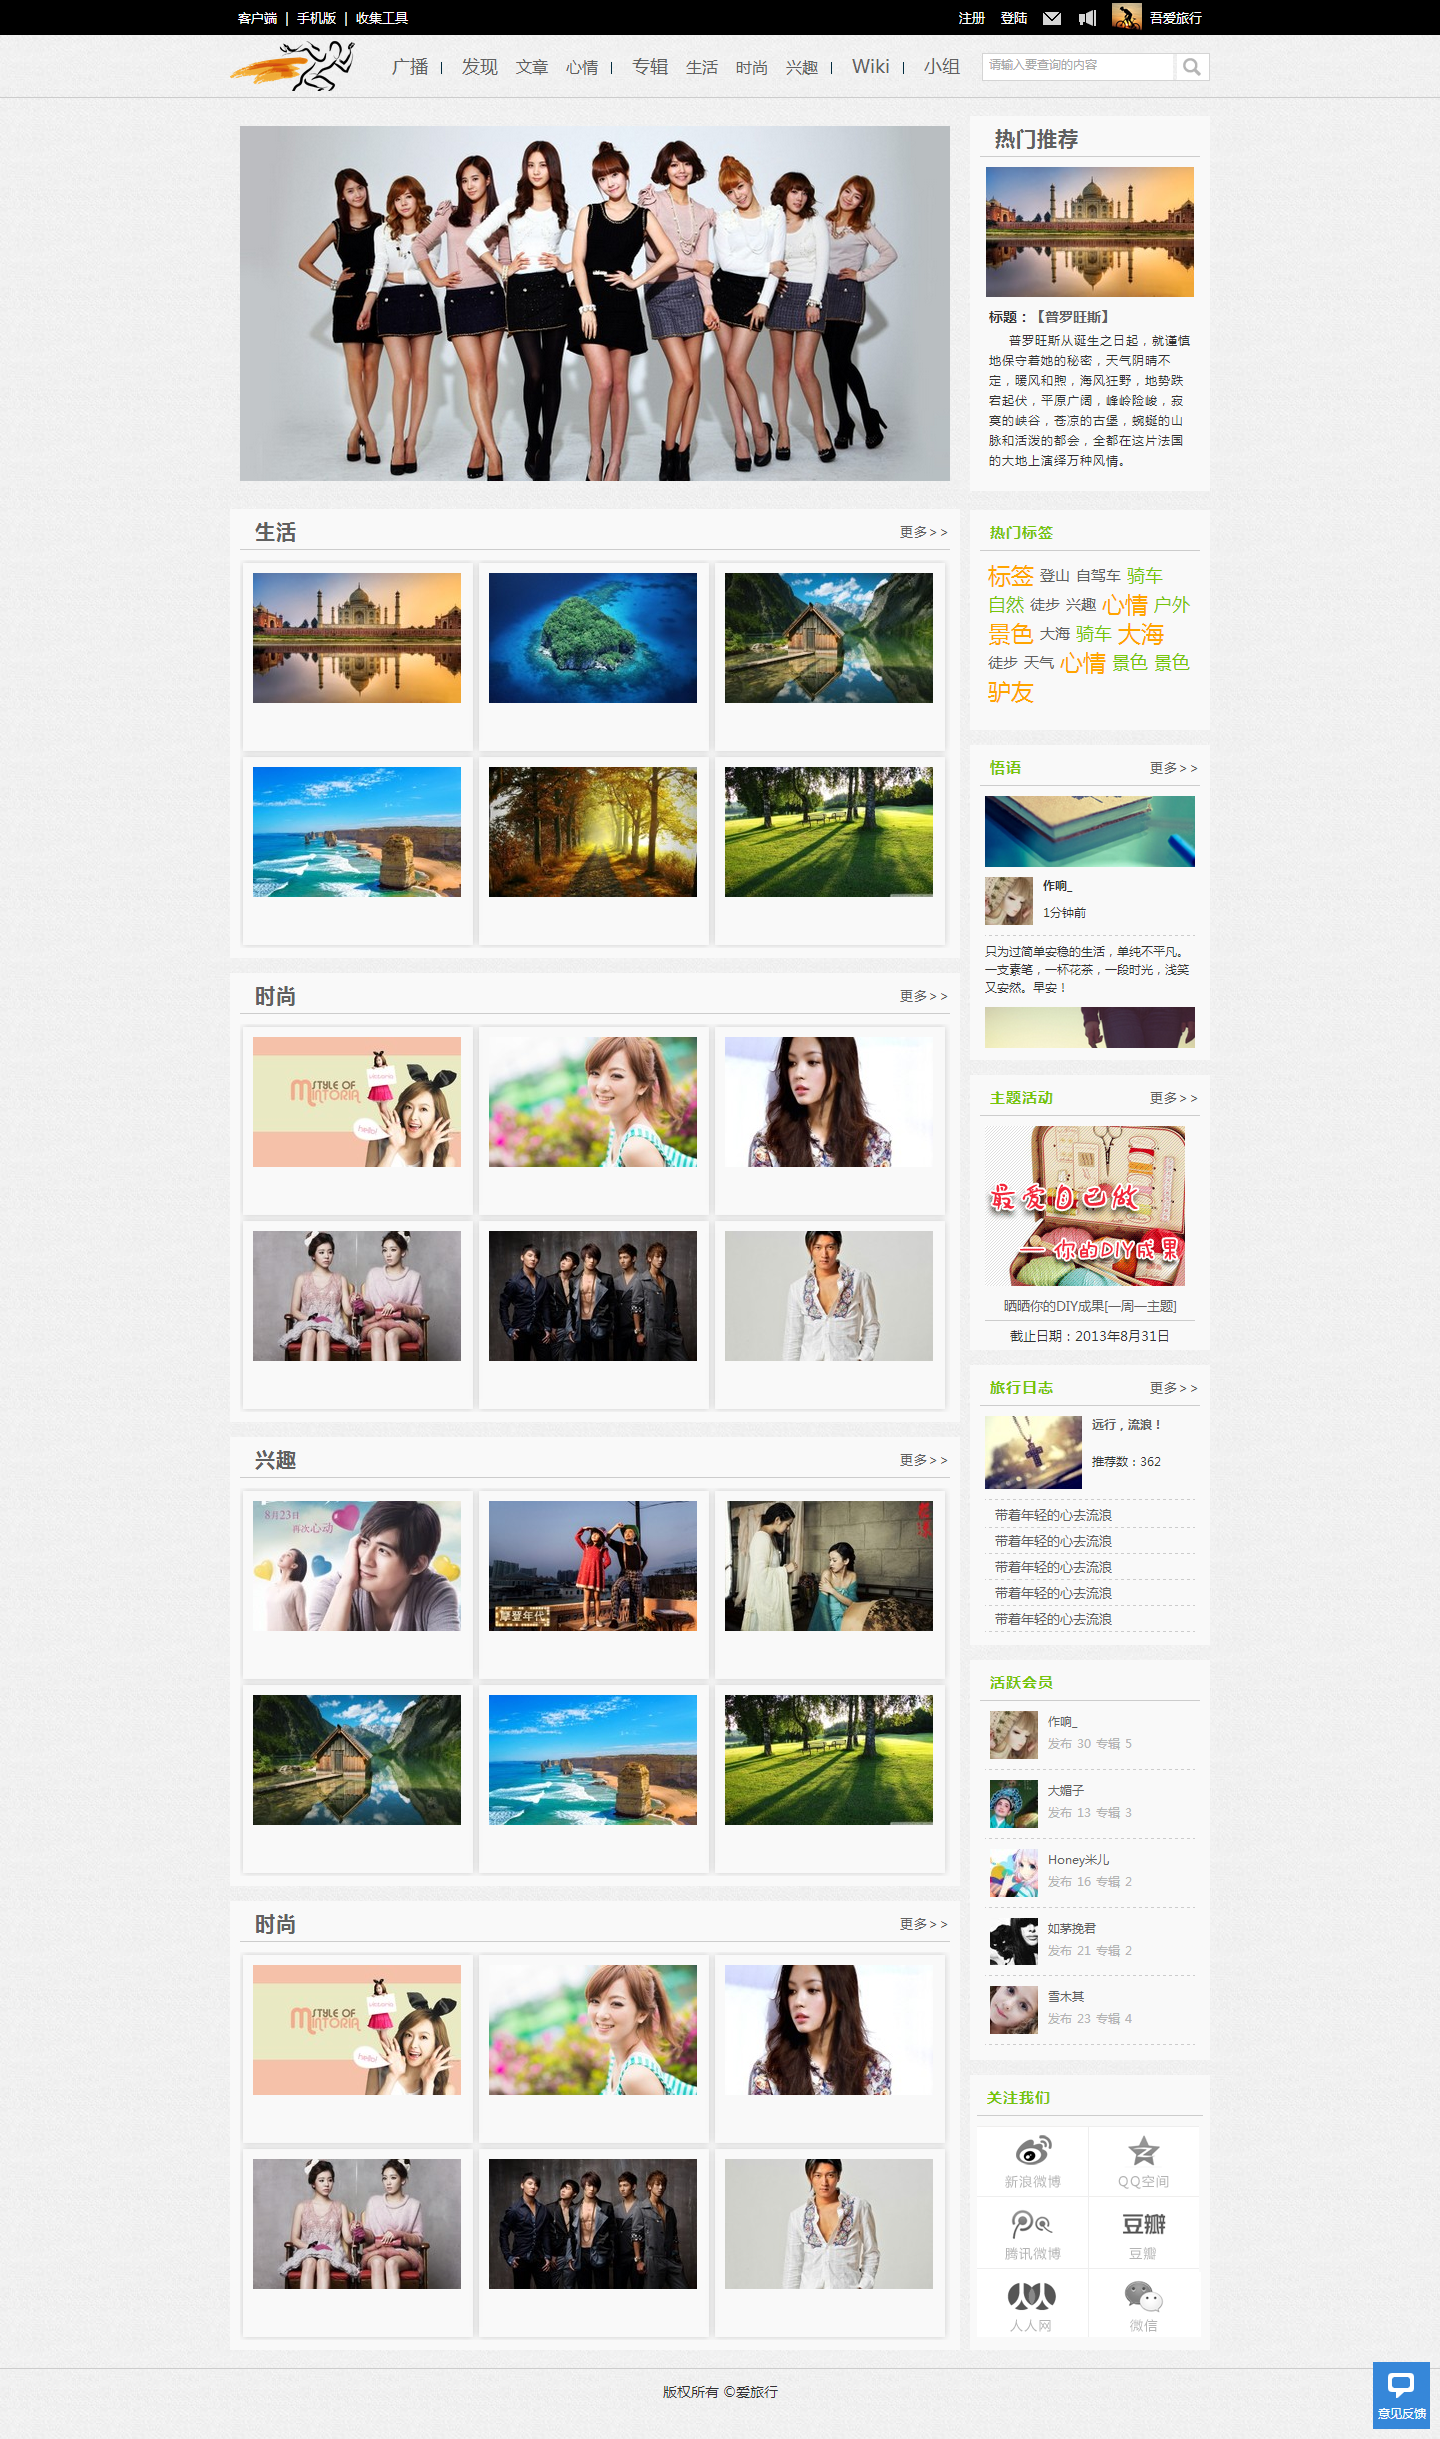 客户端 | 手机版 | 收集工具
注册 登陆 吾爱旅行
广播 | 发现 文章 心情 | 专辑 生活 时尚 兴趣 | Wiki | 小组
请输入要查询的内容
热门推荐
标题：【普罗旺斯】
普罗旺斯从诞生之日起，就谨慎
地保守着她的秘密，天气阴晴不
定，暖风和煦，海风狂野，地势跌
宕起伏，平原广阔，峰岭险峻，寂
寞的峡谷，苍凉的古堡，蜿蜒的山
脉和活泼的都会，全都在这片法国
的大地上演绎万种风情。
生活 更多>>
时尚 更多>>
STYLE OF
MINTORIA
hello!
兴趣 更多>>
8月23日
再次心动
摩登年代
时尚 更多>>
STYLE OF
MINTORIA
hello!
热门标签
标签 登山 自驾车 骑车
自然 徒步 兴趣 心情 户外
景色 大海 骑车 大海
徒步 天气 心情 景色 景色
驴友
悟语 更多>>
作响_
1分钟前
只为过简单安稳的生活，单纯不平凡。
一支素笔，一杯花茶，一段时光，浅笑
又安然。早安！
主题活动 更多>>
最爱自己做
— 你的DIY成果
晒晒你的DIY成果[一周一主题]
截止日期：2013年8月31日
旅行日志 更多>>
远行，流浪！
推荐数：362
带着年轻的心去流浪
带着年轻的心去流浪
带着年轻的心去流浪
带着年轻的心去流浪
带着年轻的心去流浪
活跃会员
作响_
发布 30 专辑 5
大媚子
发布 13 专辑 3
Honey米儿
发布 16 专辑 2
如茅挽君
发布 21 专辑 2
雪木其
发布 23 专辑 4
关注我们
新浪微博 QQ空间
豆瓣
腾讯微博 豆瓣
人人网 微信
版权所有 ©爱旅行
意见反馈